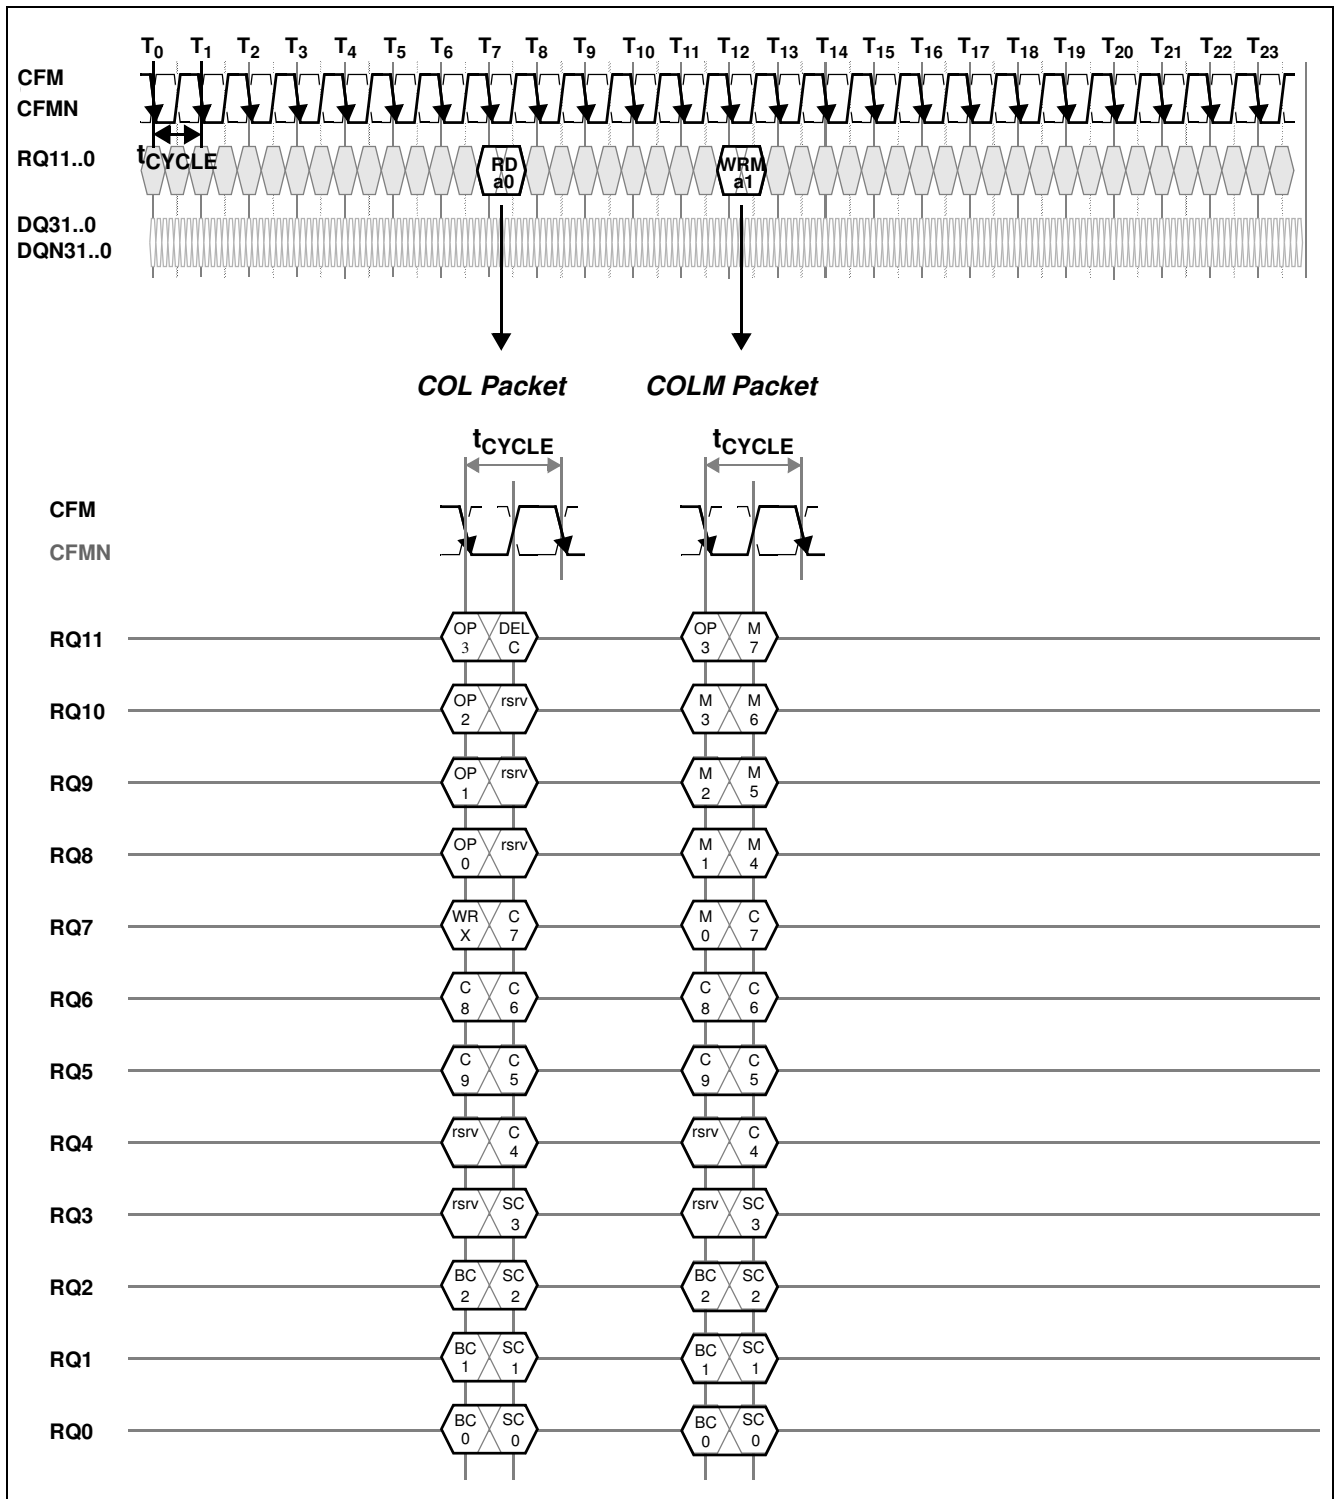 T0 T1 T2 T3 T4 T5 T6 T7 T8 T9 T10 T11 T12 T13 T14 T15 T16 T17 T18 T19 T20 T21 T22 T23
CFM
CFMN
tCYCLE
RQ11..0
RD WRM
a0 a1
DQ31..0
DQN31..0
COL Packet COLM Packet
tCYCLE tCYCLE
CFM
CFMN
OP DEL OP M
RQ11
3 C 3 7
OP rsrv M M
RQ10
2 3 6
OP rsrv M M
RQ9
1 2 5
OP rsrv M M
RQ8
0 1 4
WR C M C
RQ7
X 7 0 7
C C C C
RQ6
8 6 8 6
C C C C
RQ5
9 5 9 5
rsrv C rsrv C
RQ4
4 4
rsrv SC rsrv SC
RQ3
3 3
BC SC BC SC
RQ2
2 2 2 2
BC SC BC SC
RQ1
1 1 1 1
BC SC BC SC
RQ0
0 0 0 0